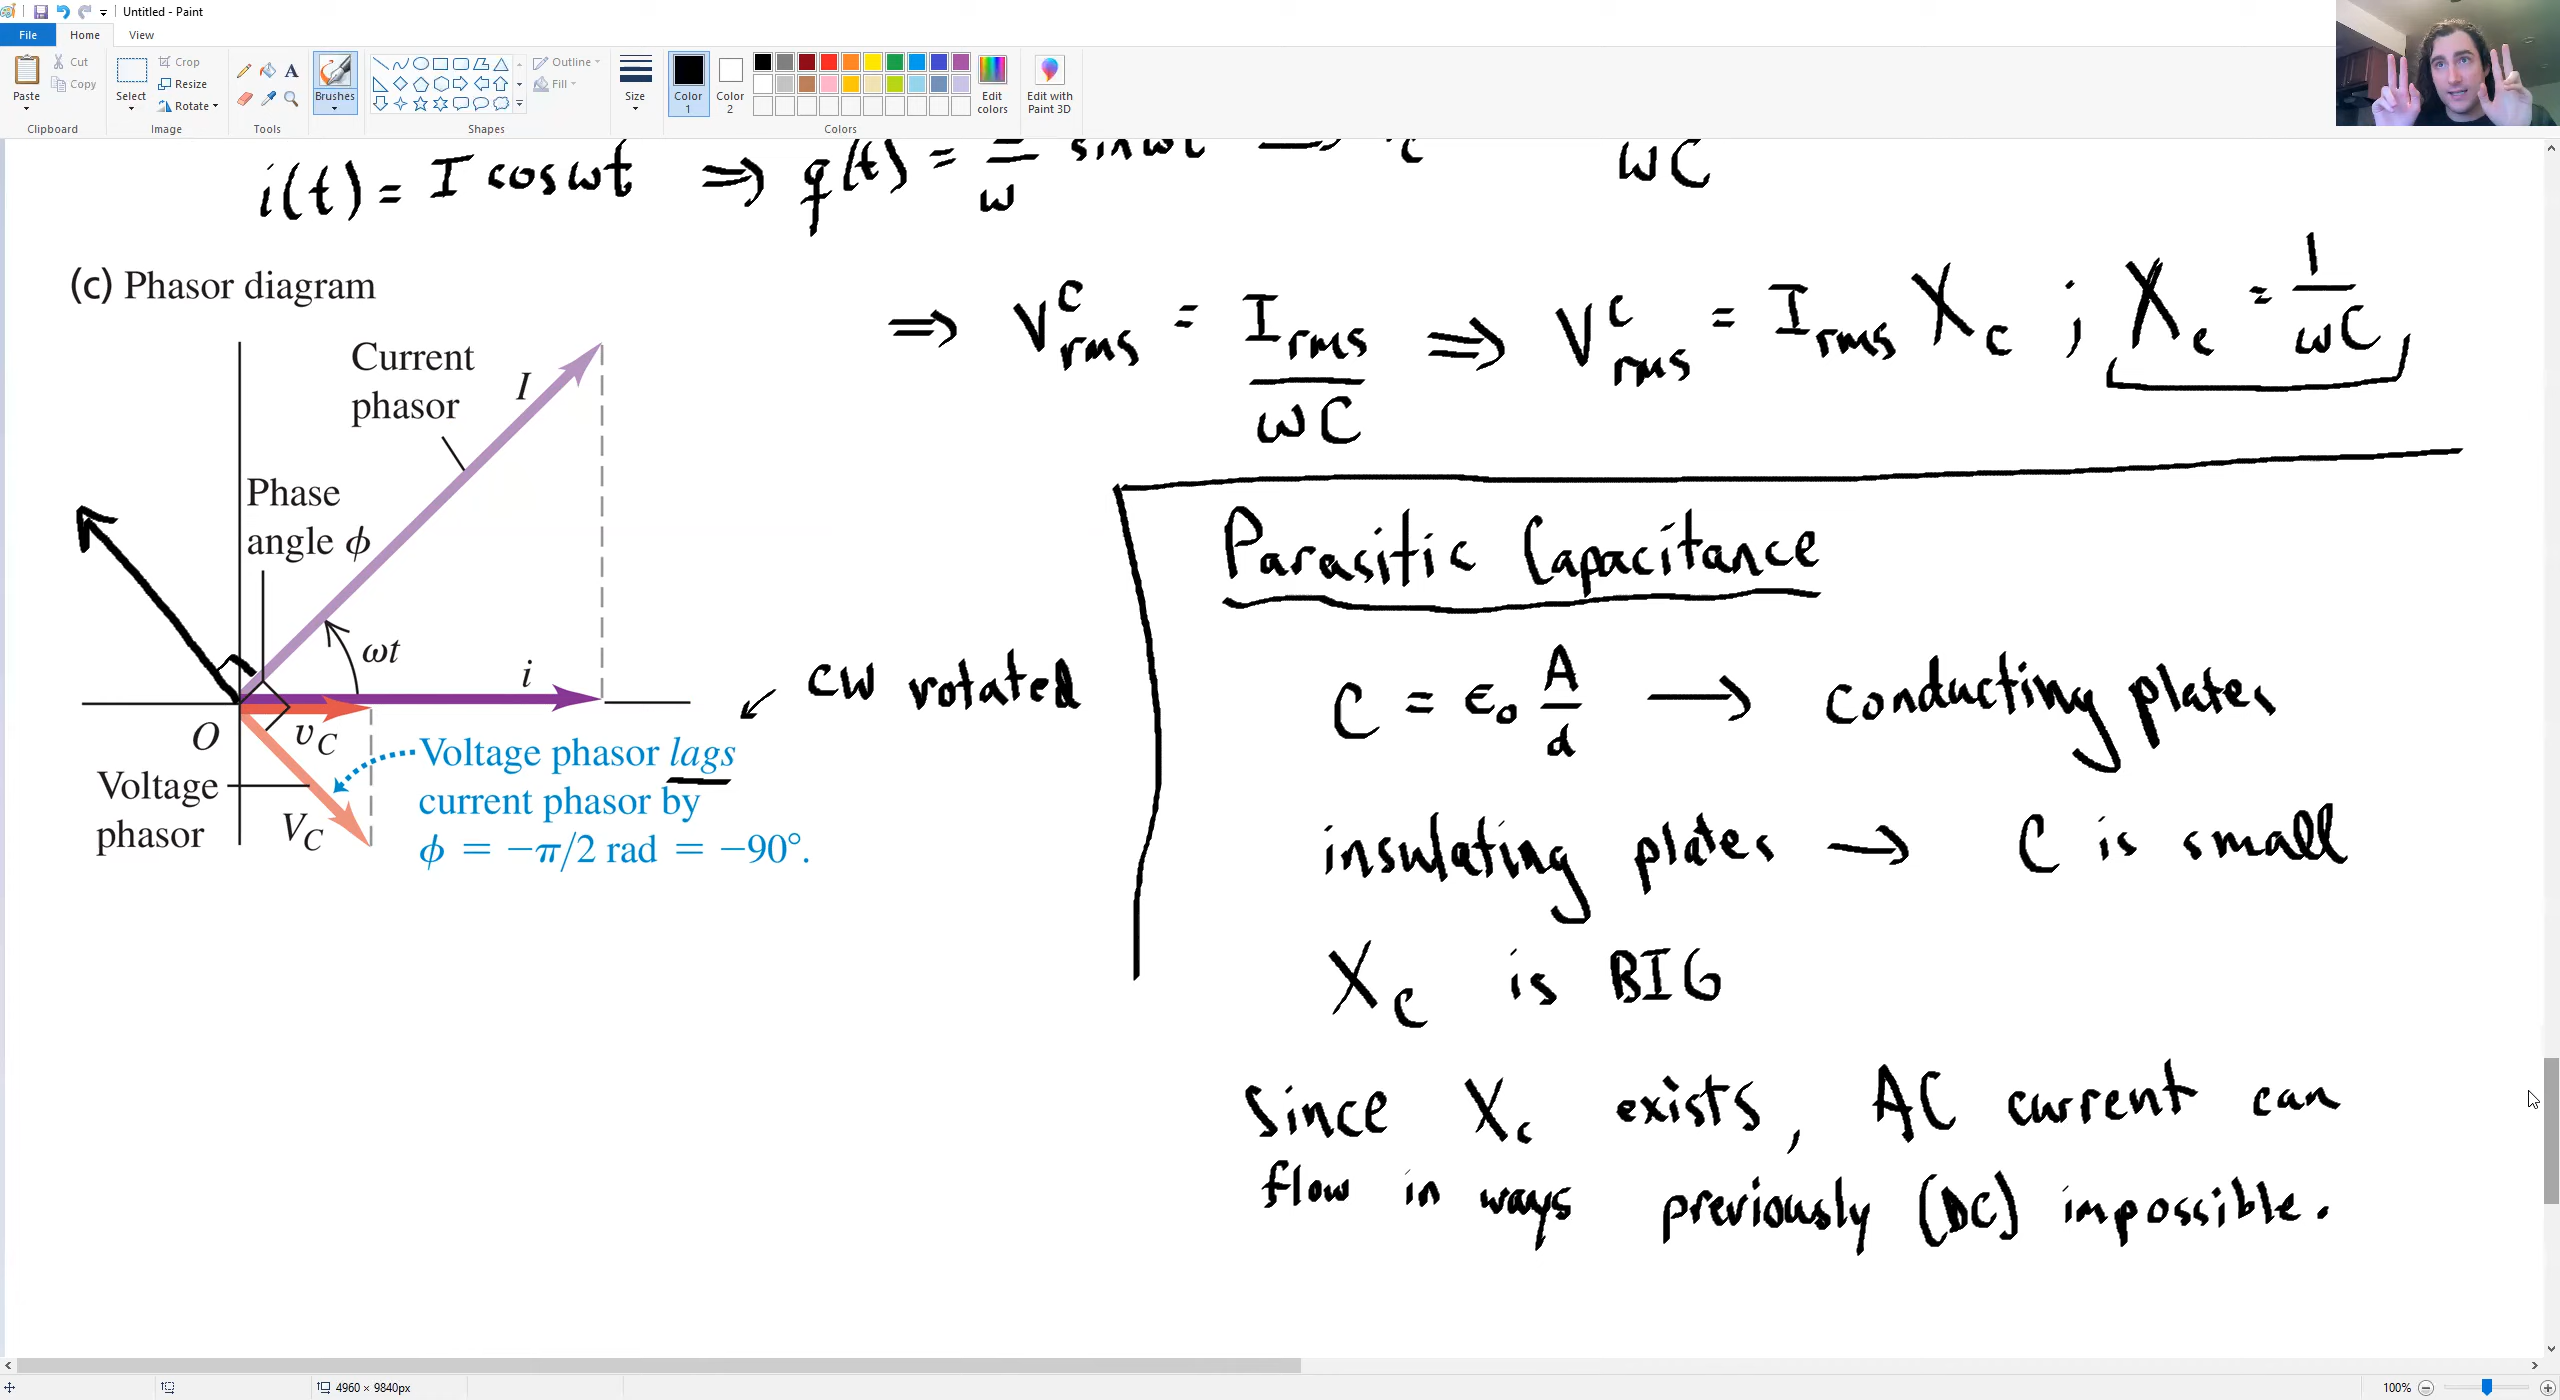 Untitled - Paint
File Home View
Paste
Cut
Copy
Clipboard
Select
Crop
Resize
Rotate
Image
A
Tools
Brushes
Outline
Fill
Shapes
Size
Color 1
Color 2
Edit colors
Edit with Paint 3D
Colors
i(t) = I cos ωt ⇒ q(t) = — sin ωt ⇒
ω
ωC
(c) Phasor diagram
⇒ V^C_rms = I_rms / ωC ⇒ V^C_rms = I_rms X_C ; X_C = 1 / ωC
Current
phasor
I
Phase
angle ϕ
ωt
i
O
υ_C
Voltage
phasor
V_C
CW rotated
Voltage phasor lags
current phasor by
ϕ = −π/2 rad = −90°.
Parasitic Capacitance
C = ε₀ A/d → conducting plates
insulating plates → C is small
X_C is BIG
Since X_C exists, AC current can
flow in ways previously (DC) impossible.
4960 × 9840px
100%